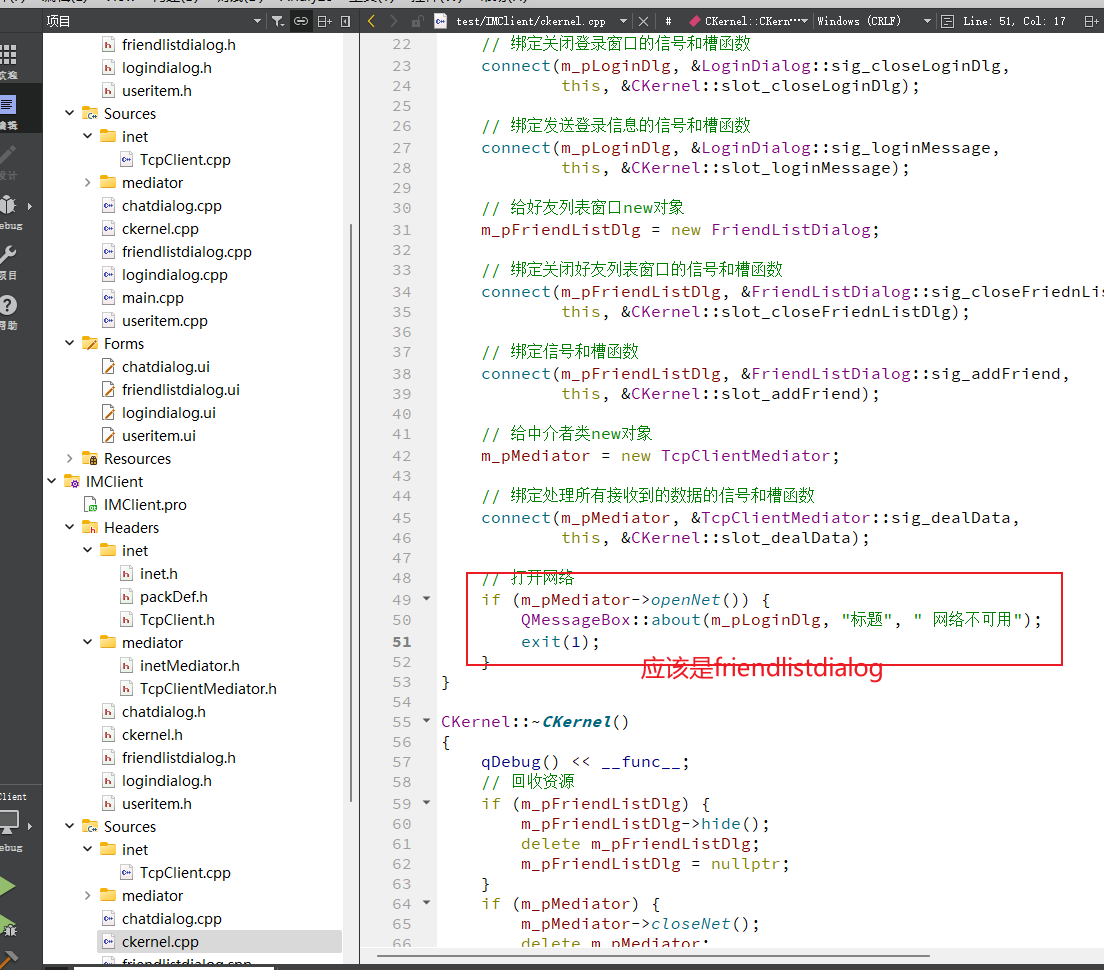 项目
test/IMClient/ckernel.cpp
#
CKernel::CKern···
Windows (CRLF)
Line: 51, Col: 17
friendlistdialog.h
logindialog.h
useritem.h
Sources
inet
TcpClient.cpp
mediator
chatdialog.cpp
ckernel.cpp
friendlistdialog.cpp
logindialog.cpp
main.cpp
useritem.cpp
Forms
chatdialog.ui
friendlistdialog.ui
logindialog.ui
useritem.ui
Resources
IMClient
IMClient.pro
Headers
inet
inet.h
packDef.h
TcpClient.h
mediator
inetMediator.h
TcpClientMediator.h
chatdialog.h
ckernel.h
friendlistdialog.h
logindialog.h
useritem.h
Sources
inet
TcpClient.cpp
mediator
chatdialog.cpp
ckernel.cpp
friendlistdialog.cpp
22 // 绑定关闭登录窗口的信号和槽函数
23 connect(m_pLoginDlg, &LoginDialog::sig_closeLoginDlg,
24 this, &CKernel::slot_closeLoginDlg);
25
26 // 绑定发送登录信息的信号和槽函数
27 connect(m_pLoginDlg, &LoginDialog::sig_loginMessage,
28 this, &CKernel::slot_loginMessage);
29
30 // 给好友列表窗口new对象
31 m_pFriendListDlg = new FriendListDialog;
32
33 // 绑定关闭好友列表窗口的信号和槽函数
34 connect(m_pFriendListDlg, &FriendListDialog::sig_closeFriednLis
35 this, &CKernel::slot_closeFriednListDlg);
36
37 // 绑定信号和槽函数
38 connect(m_pFriendListDlg, &FriendListDialog::sig_addFriend,
39 this, &CKernel::slot_addFriend);
40
41 // 给中介者类new对象
42 m_pMediator = new TcpClientMediator;
43
44 // 绑定处理所有接收到的数据的信号和槽函数
45 connect(m_pMediator, &TcpClientMediator::sig_dealData,
46 this, &CKernel::slot_dealData);
47
48 // 打开网络
49 if (m_pMediator->openNet()) {
50 QMessageBox::about(m_pLoginDlg, "标题", " 网络不可用");
51 exit(1);
52 }
应该是friendlistdialog
53 }
54
55 CKernel::~CKernel()
56 {
57 qDebug() << __func__;
58 // 回收资源
59 if (m_pFriendListDlg) {
60 m_pFriendListDlg->hide();
61 delete m_pFriendListDlg;
62 m_pFriendListDlg = nullptr;
63 }
64 if (m_pMediator) {
65 m_pMediator->closeNet();
66 delete m_pMediator;